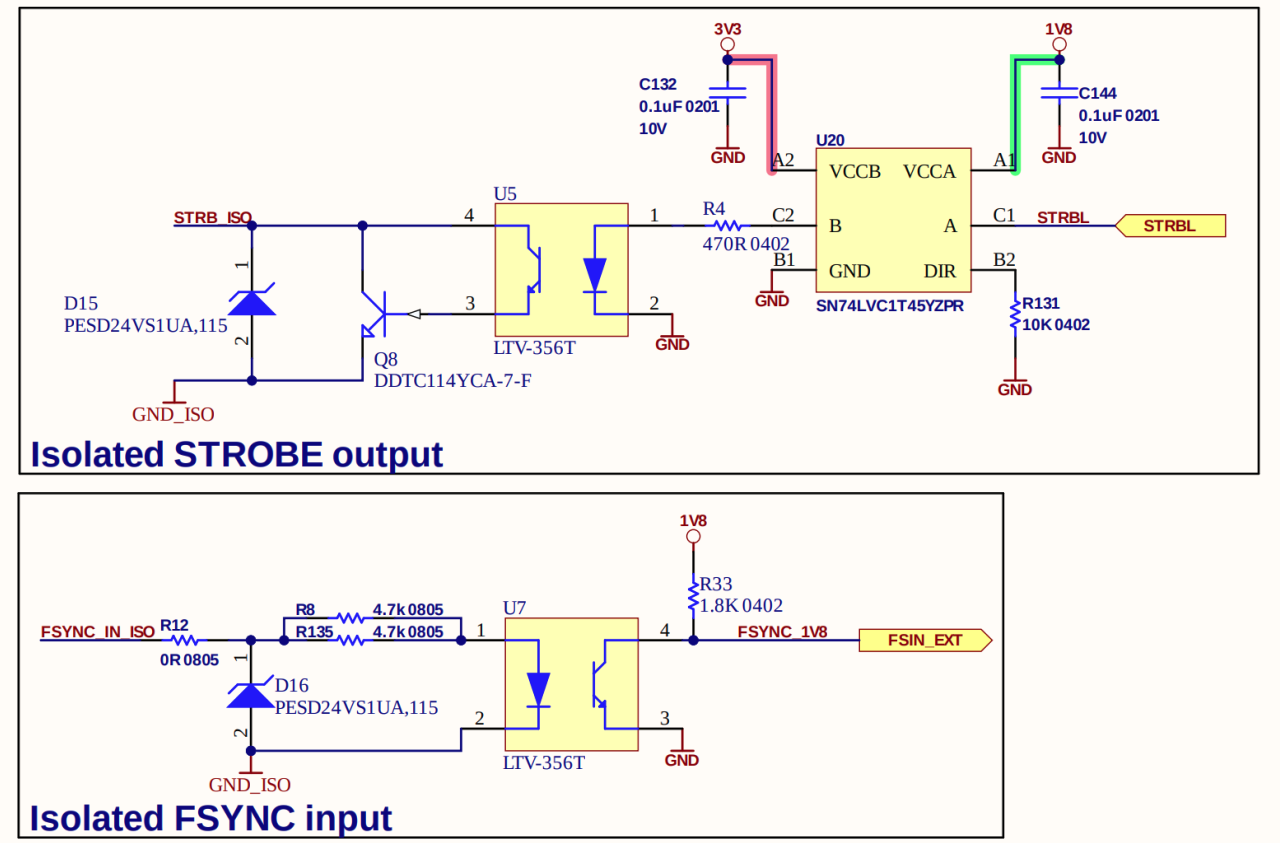 3V3
1V8
C132
0.1uF 0201
10V
C144
0.1uF 0201
10V
GND
GND
U20
A2
VCCB
VCCA
A1
U5
STRB_ISO
4
1
R4
470R 0402
C2
B
A
C1
STRBL
STRBL
B1
GND
DIR
B2
GND
SN74LVC1T45YZPR
1
D15
PESD24VS1UA,115
2
3
2
GND
LTV-356T
R131
10K 0402
GND
Q8
DDTC114YCA-7-F
GND_ISO
Isolated STROBE output
1V8
R33
1.8K 0402
U7
R8
4.7k 0805
FSYNC_IN_ISO
R12
R135
4.7k 0805
1
4
FSYNC_1V8
FSIN_EXT
0R 0805
1
D16
PESD24VS1UA,115
2
2
3
GND
LTV-356T
GND_ISO
Isolated FSYNC input